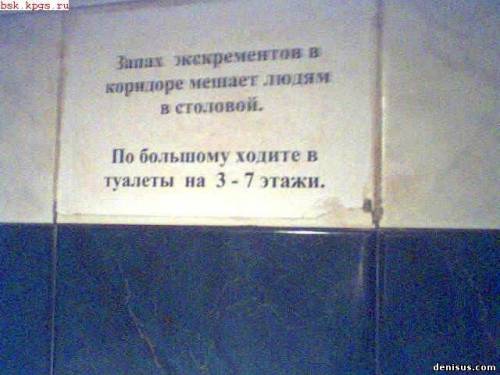 bsk.kpgs.ru
Запах экскрементов в
коридоре мешает людям
в столовой.
По большому ходите в
туалеты на 3 - 7 этажи.
denisus.com